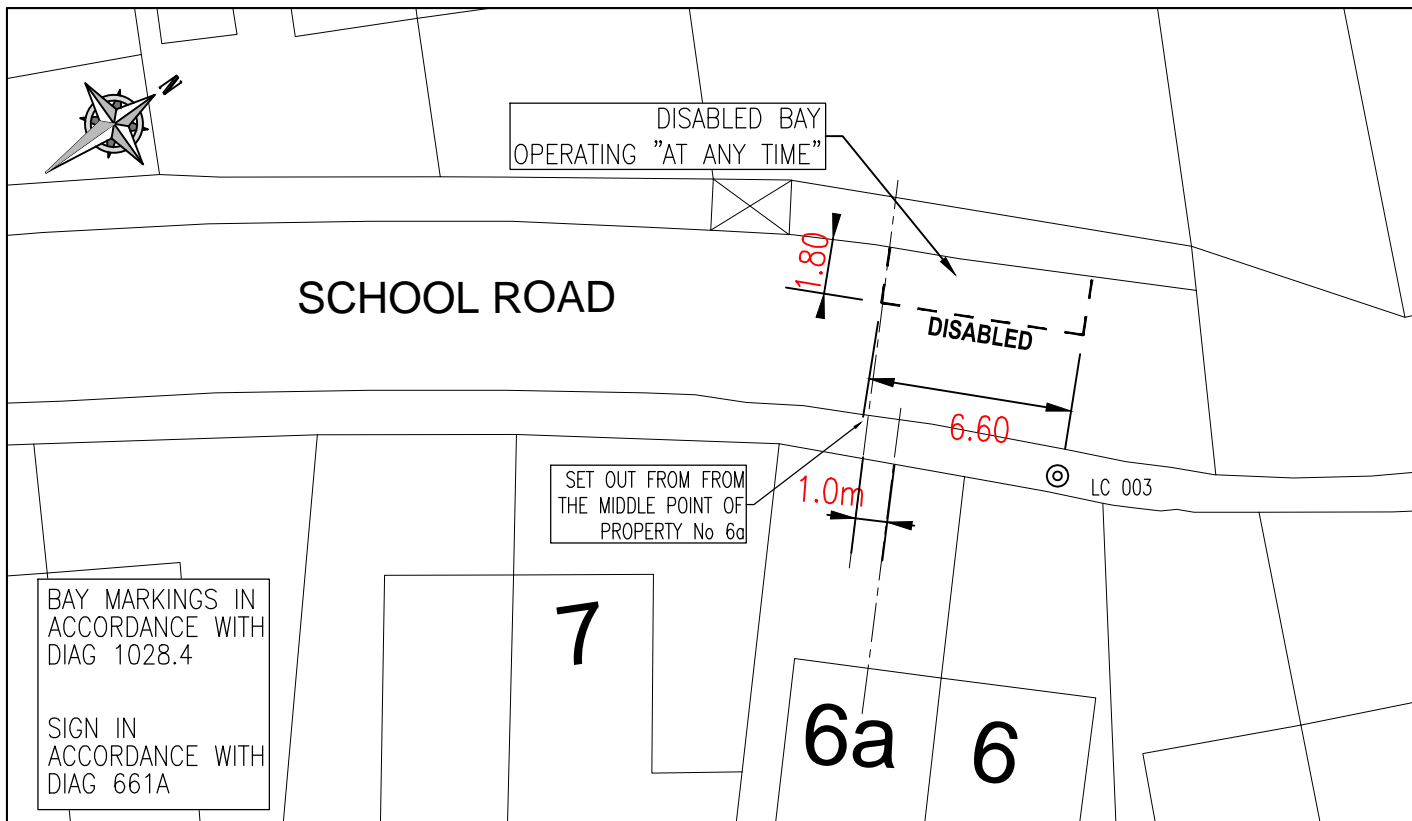 N
DISABLED BAY
OPERATING "AT ANY TIME"
1.80
SCHOOL ROAD
DISABLED
6.60
SET OUT FROM FROM
THE MIDDLE POINT OF
PROPERTY No 6a
1.0m
LC 003
BAY MARKINGS IN
ACCORDANCE WITH
DIAG 1028.4
SIGN IN
ACCORDANCE WITH
DIAG 661A
7
6a
6